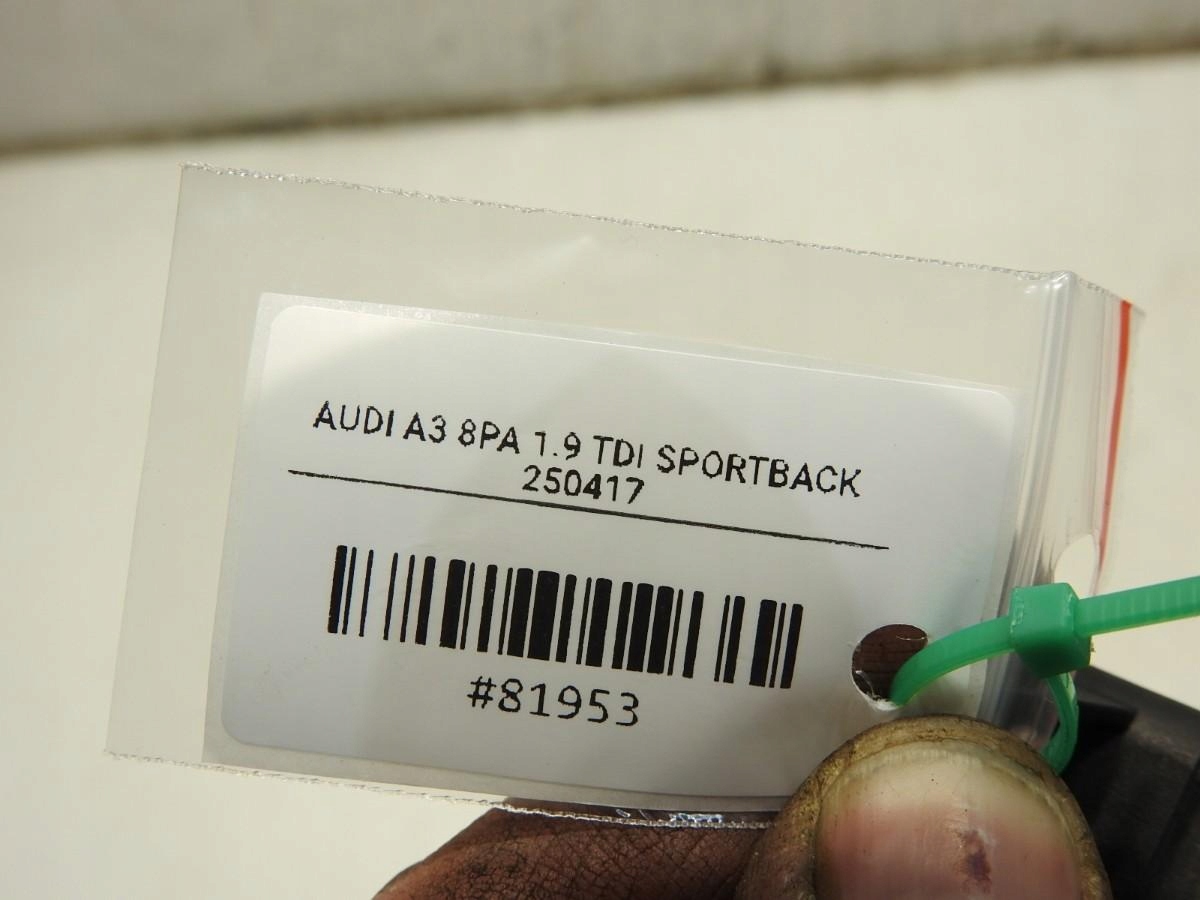 AUDI A3 8PA 1.9 TDI SPORTBACK
250417
#81953